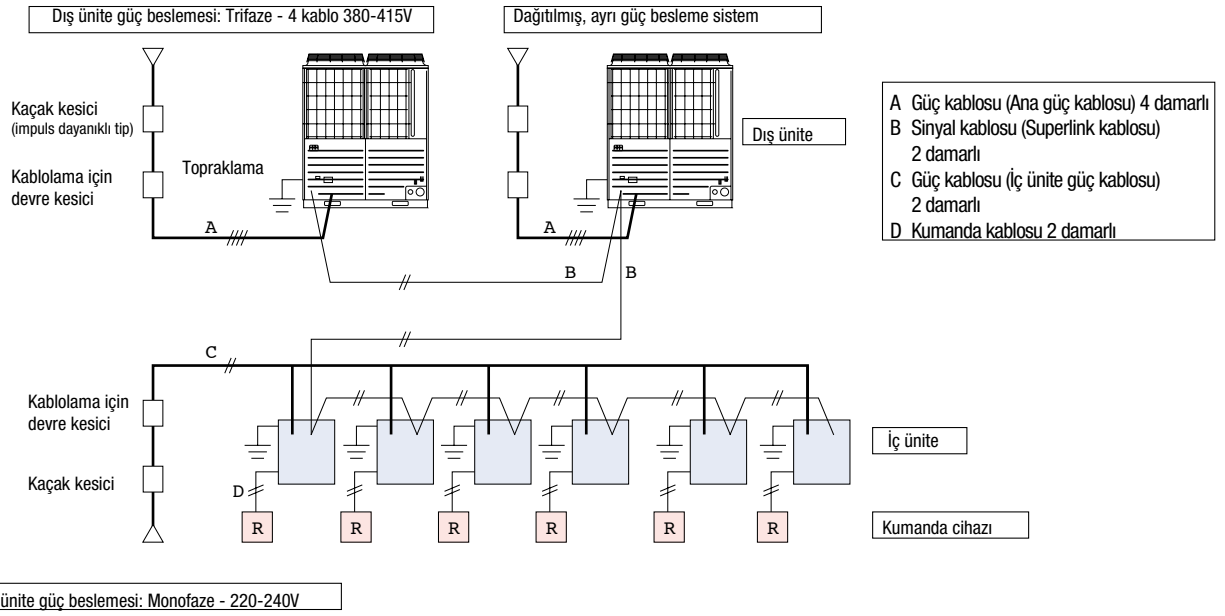 Dış ünite güç beslemesi: Trifaze - 4 kablo 380-415V
Dağıtılmış, ayrı güç besleme sistem
Kaçak kesici
(impuls dayanıklı tip)
Kablolama için
devre kesici
Topraklama
Dış ünite
A Güç kablosu (Ana güç kablosu) 4 damarlı
B Sinyal kablosu (Superlink kablosu)
2 damarlı
C Güç kablosu (İç ünite güç kablosu)
2 damarlı
D Kumanda kablosu 2 damarlı
A
A
B
B
C
Kablolama için
devre kesici
Kaçak kesici
İç ünite
D
R
R
R
R
R
R
Kumanda cihazı
ünite güç beslemesi: Monofaze - 220-240V